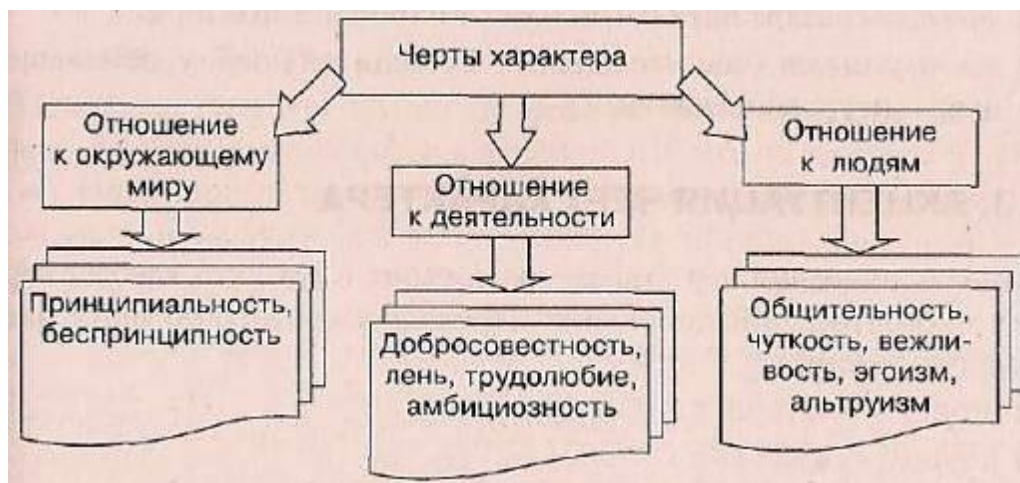 Черты характера
Отношение
к окружающему
миру
Отношение
к деятельности
Отношение
к людям
Принципиальность,
беспринципность
Добросовестность,
лень, трудолюбие,
амбициозность
Общительность,
чуткость, вежли-
вость, эгоизм,
альтруизм